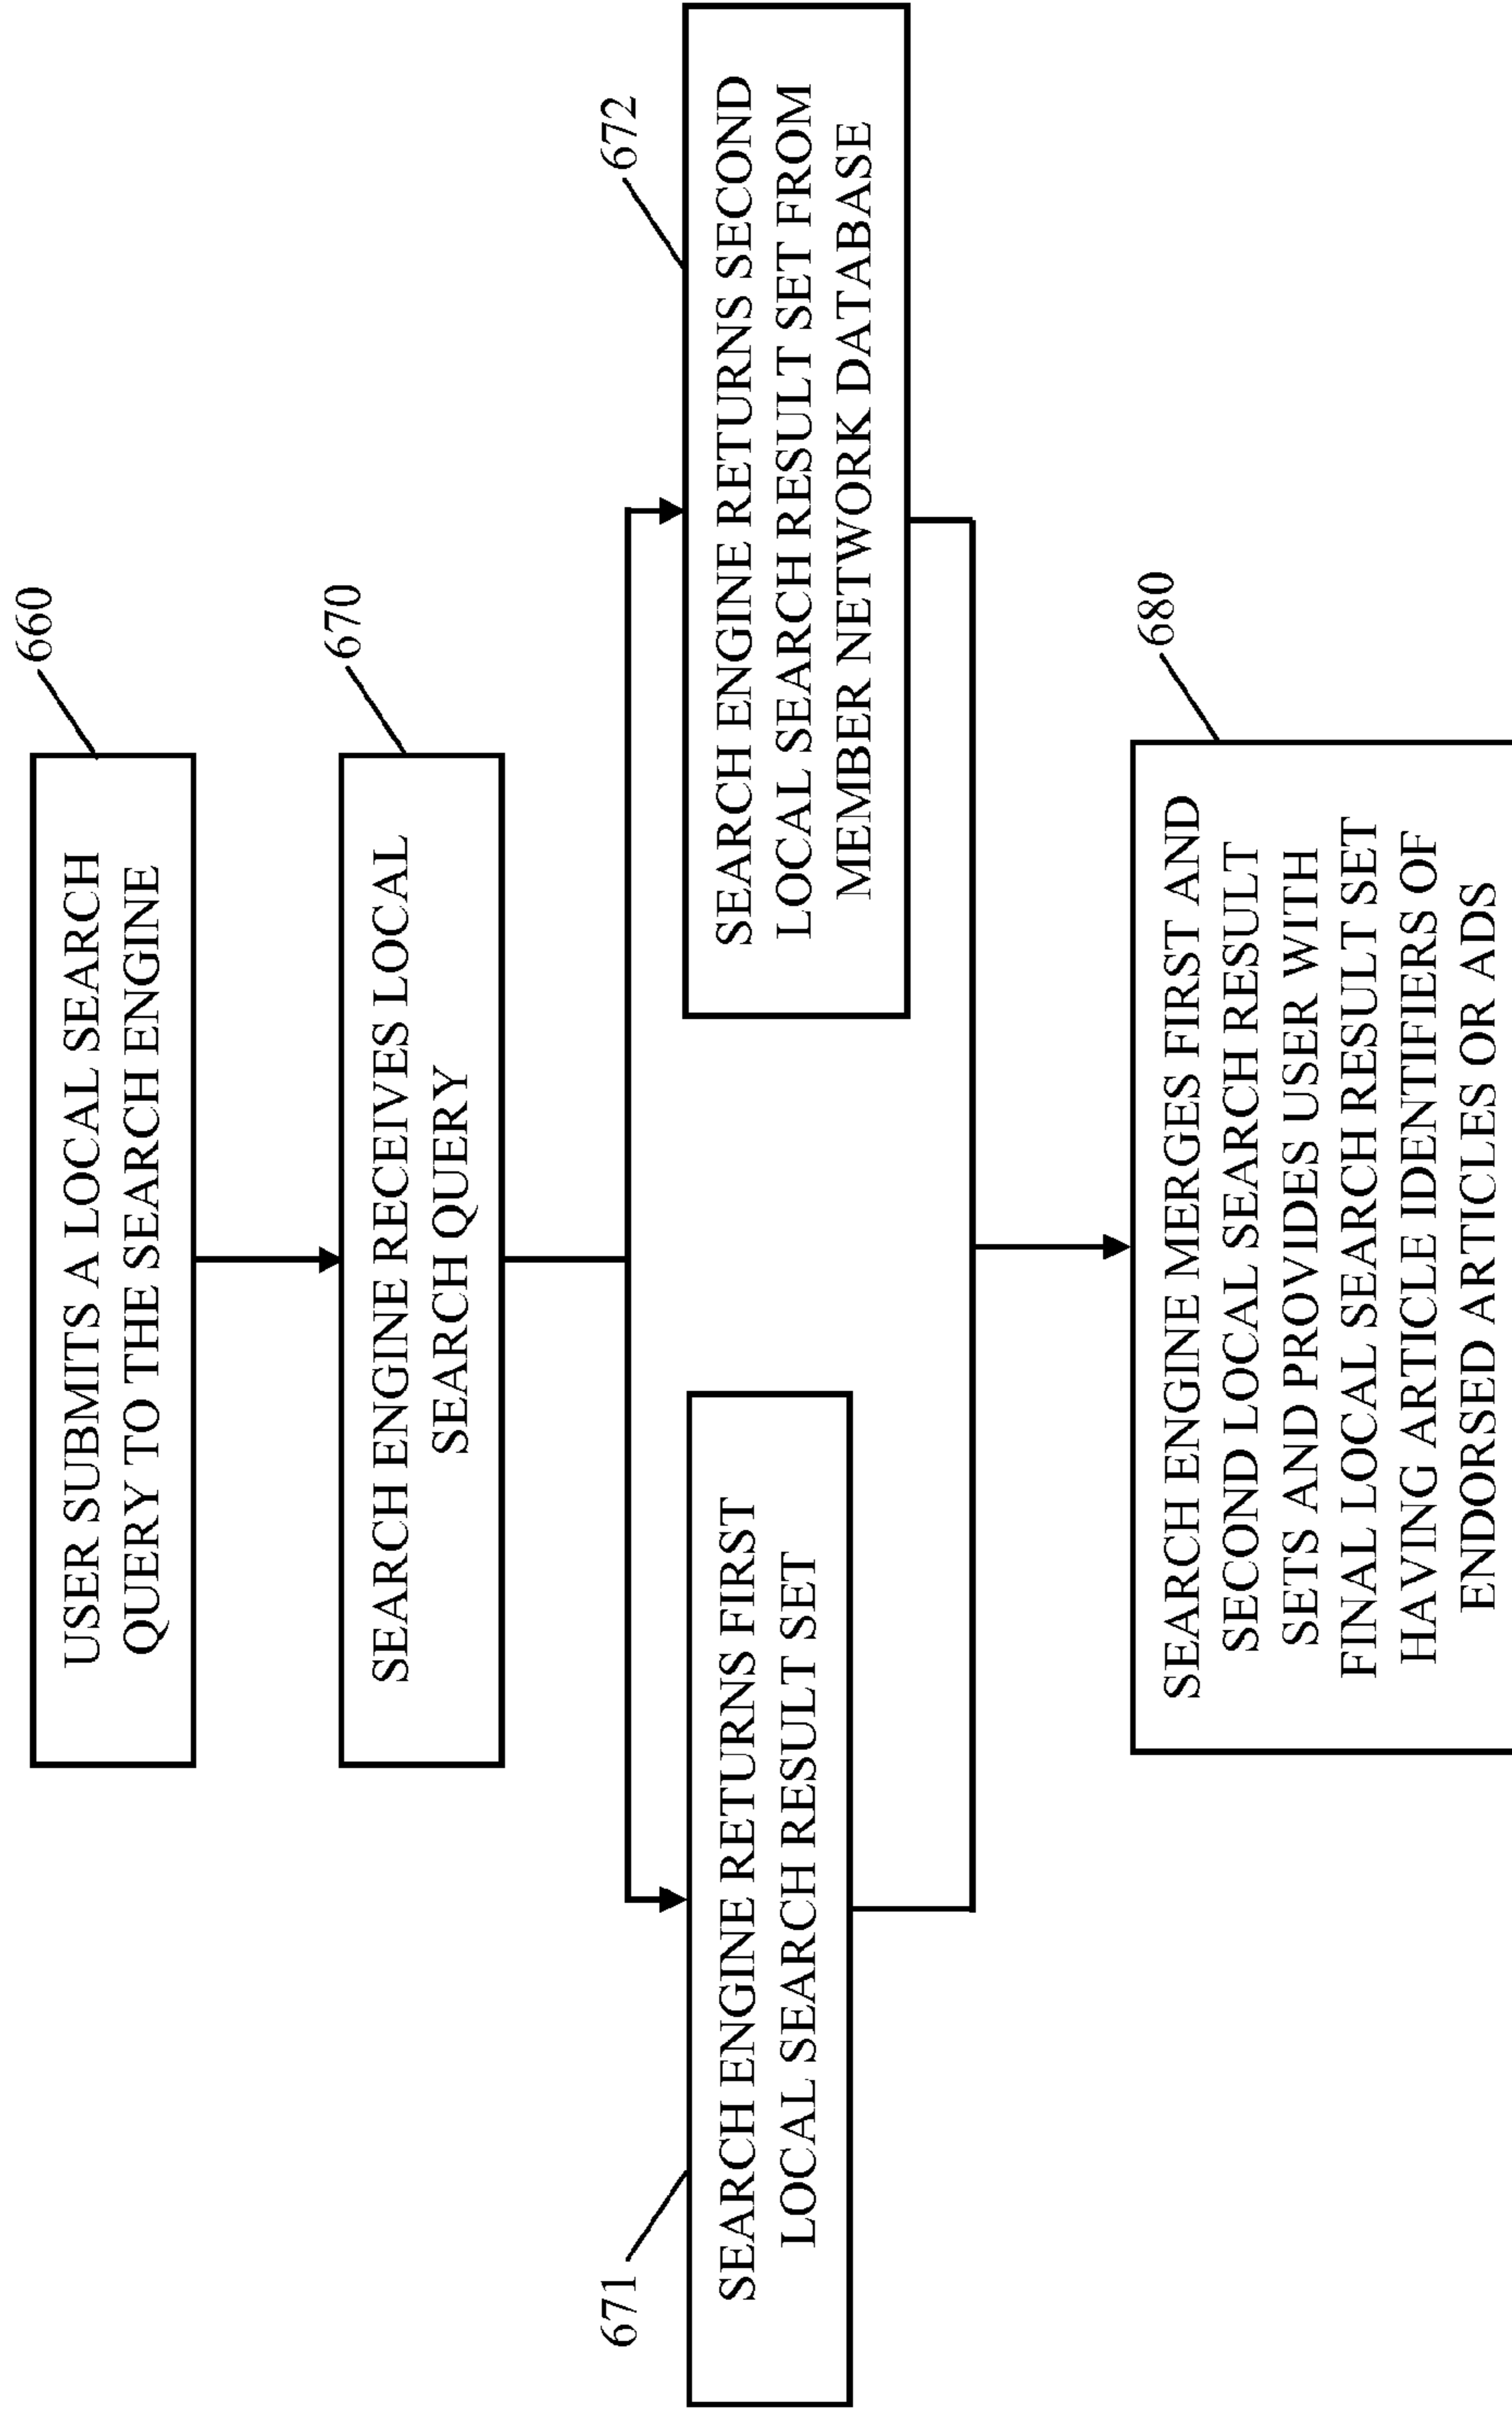 660
USER SUBMITS A LOCAL SEARCH
QUERY TO THE SEARCH ENGINE
670
SEARCH ENGINE RECEIVES LOCAL
SEARCH QUERY
671
SEARCH ENGINE RETURNS FIRST
LOCAL SEARCH RESULT SET
672
SEARCH ENGINE RETURNS SECOND
LOCAL SEARCH RESULT SET FROM
MEMBER NETWORK DATABASE
680
SEARCH ENGINE MERGES FIRST AND
SECOND LOCAL SEARCH RESULT
SETS AND PROVIDES USER WITH
FINAL LOCAL SEARCH RESULT SET
HAVING ARTICLE IDENTIFIERS OF
ENDORSED ARTICLES OR ADS